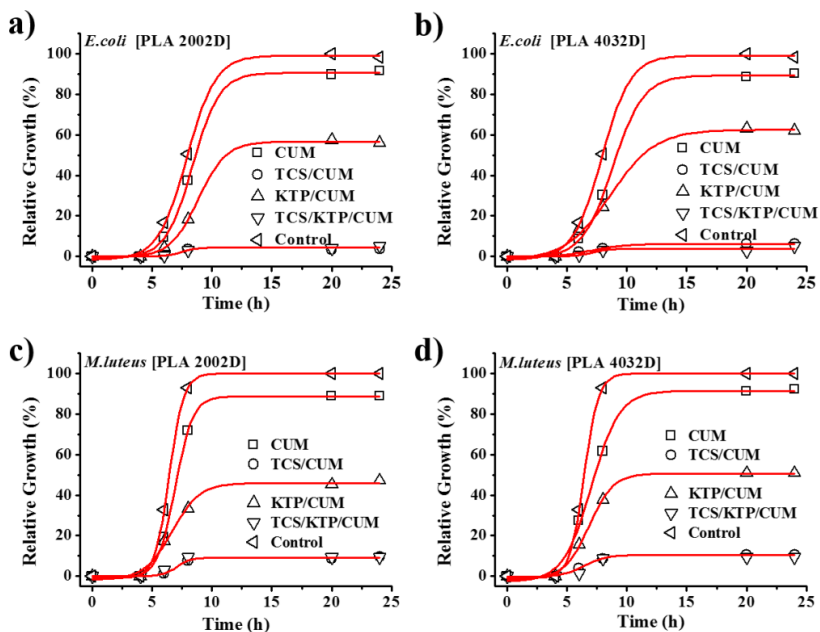 a)
E.coli [PLA 2002D]
Relative Growth (%)
100
80
60
40
20
0
CUM
TCS/CUM
KTP/CUM
TCS/KTP/CUM
Control
0 5 10 15 20 25
Time (h)
b)
E.coli [PLA 4032D]
Relative Growth (%)
100
80
60
40
20
0
CUM
TCS/CUM
KTP/CUM
TCS/KTP/CUM
Control
0 5 10 15 20 25
Time (h)
c)
M.luteus [PLA 2002D]
Relative Growth (%)
100
80
60
40
20
0
CUM
TCS/CUM
KTP/CUM
TCS/KTP/CUM
Control
0 5 10 15 20 25
Time (h)
d)
M.luteus [PLA 4032D]
Relative Growth (%)
100
80
60
40
20
0
CUM
TCS/CUM
KTP/CUM
TCS/KTP/CUM
Control
0 5 10 15 20 25
Time (h)